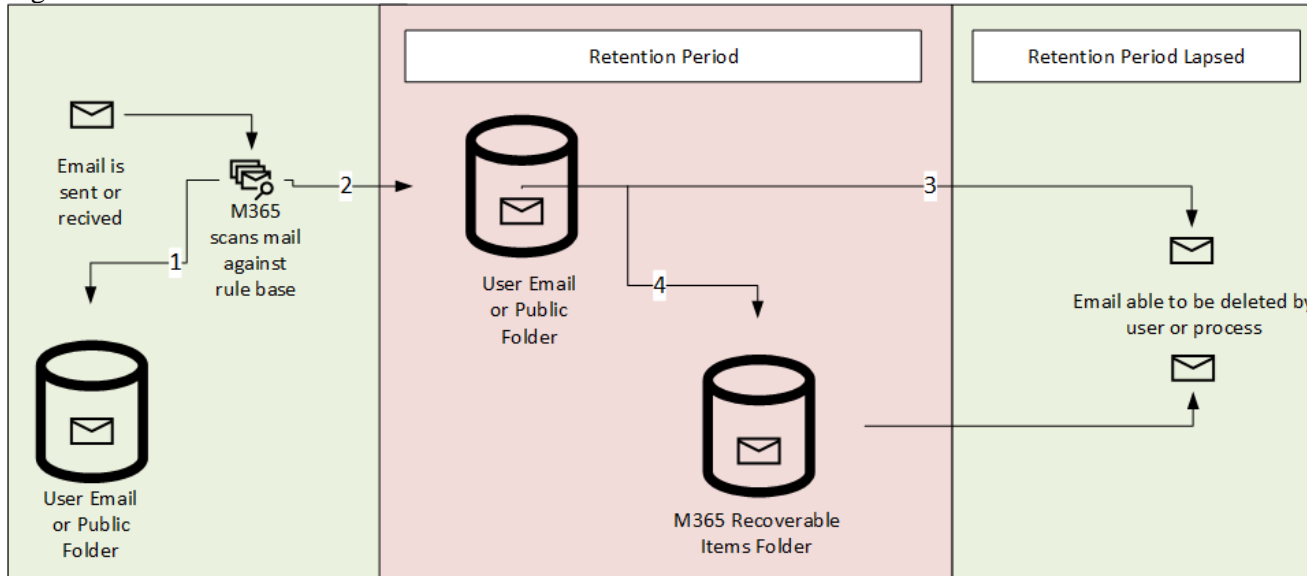 Retention Period
Retention Period Lapsed
Email is
sent or
recived
M365
scans mail
against
rule base
1
2
3
4
User Email
or Public
Folder
User Email
or Public
Folder
M365 Recoverable
Items Folder
Email able to be deleted by
user or process